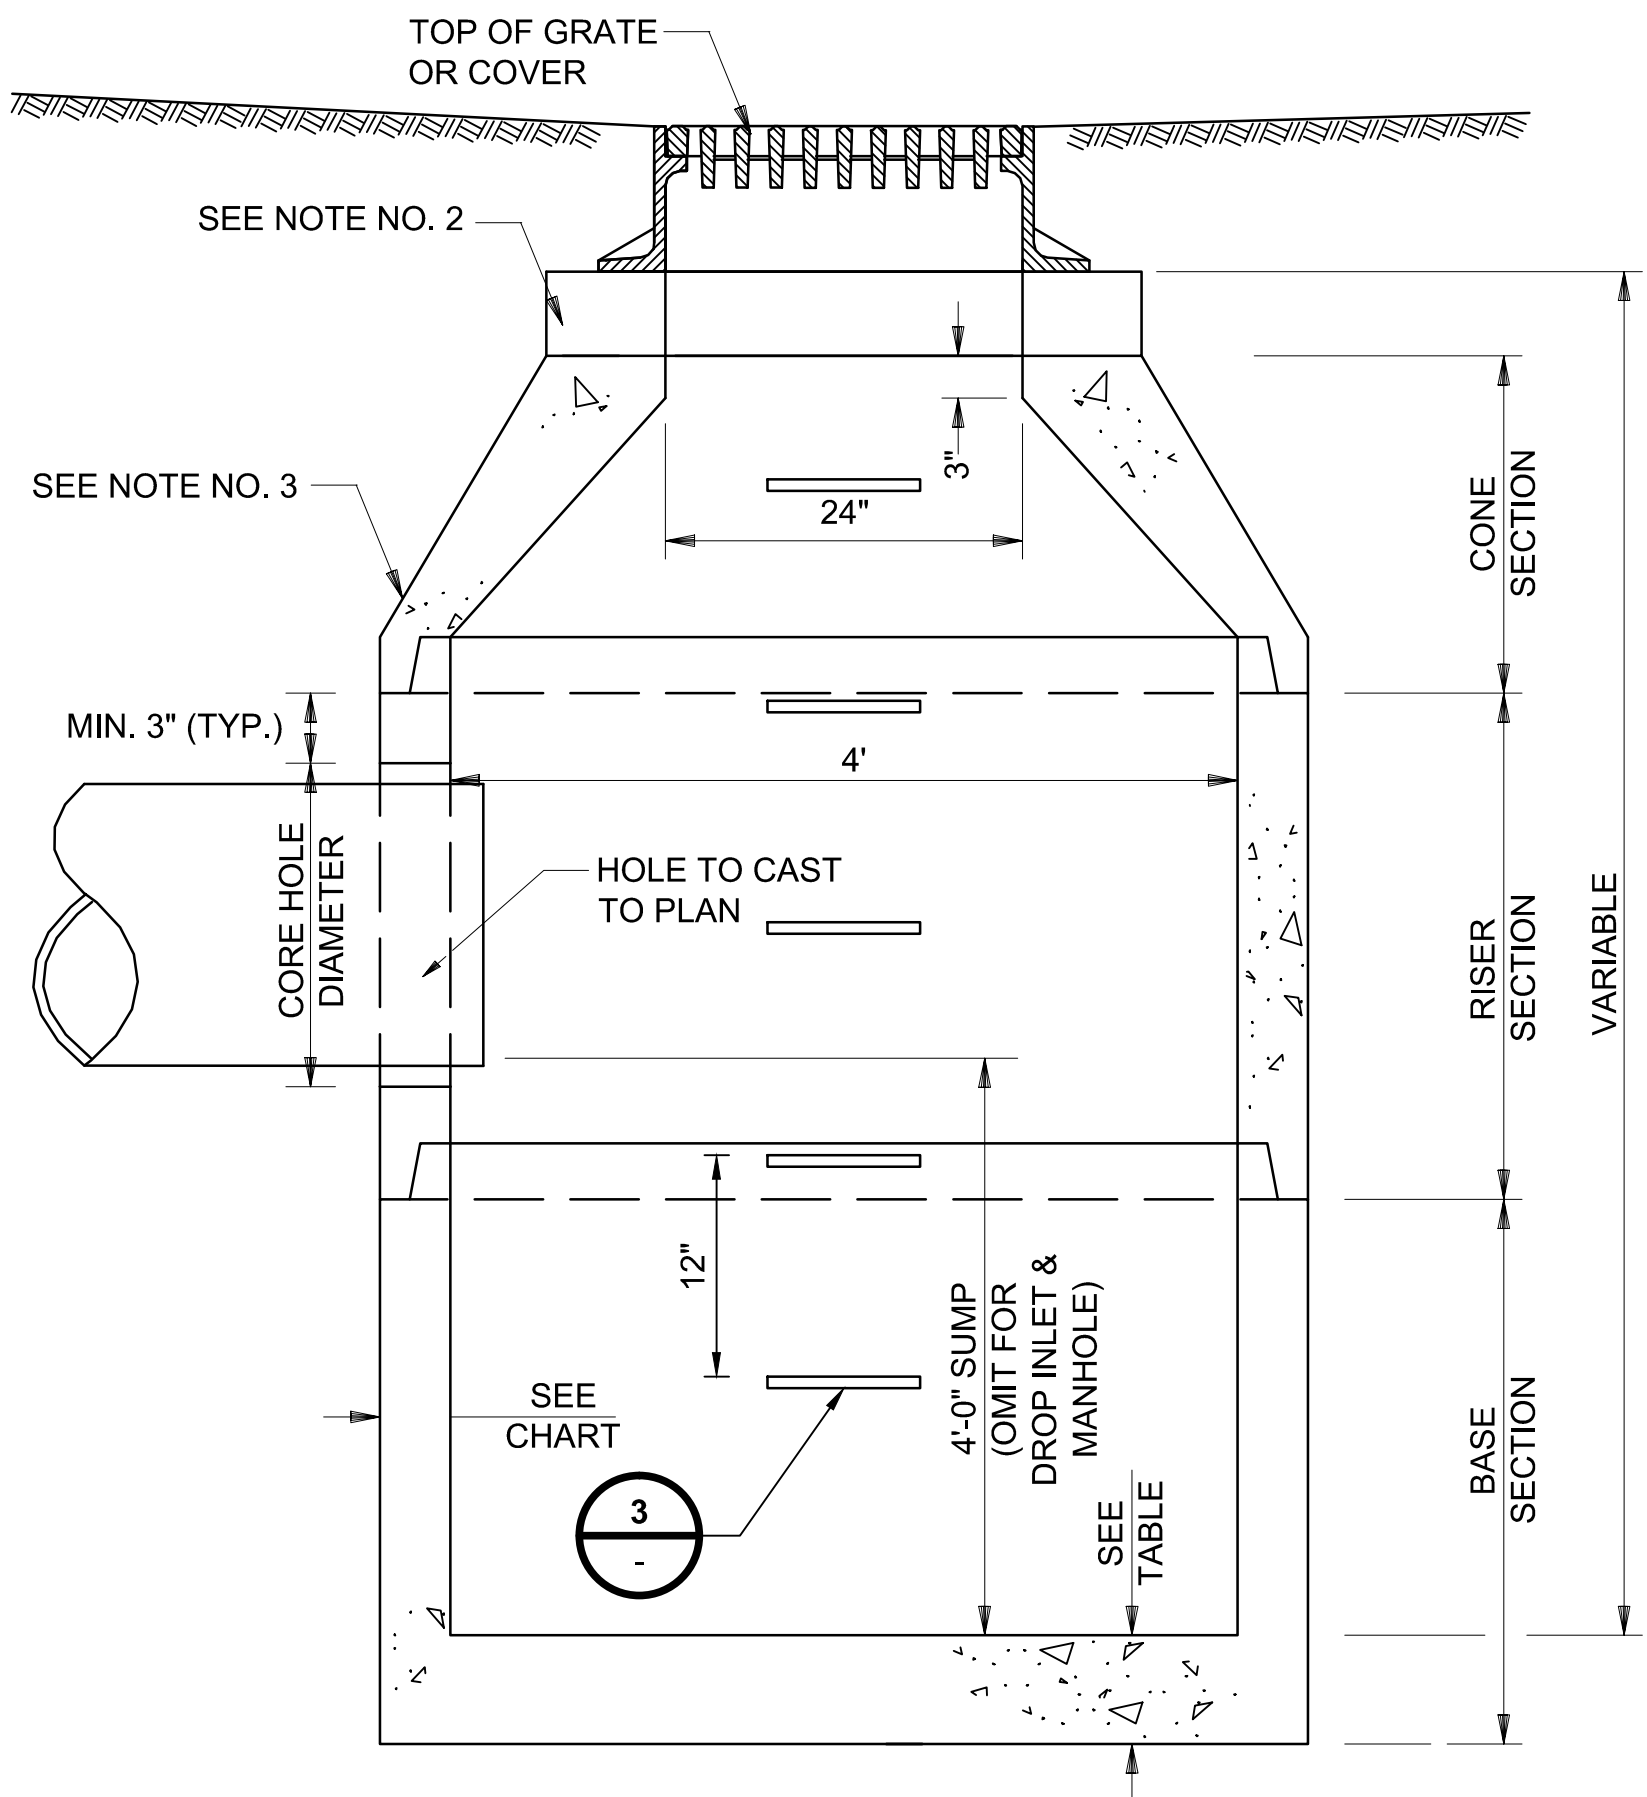 TOP OF GRATE
OR COVER
SEE NOTE NO. 2
3"
SEE NOTE NO. 3
24"
CONE
SECTION
MIN. 3" (TYP.)
4'
CORE HOLE
DIAMETER
HOLE TO CAST
TO PLAN
RISER
SECTION
VARIABLE
12"
4'-0" SUMP
(OMIT FOR
DROP INLET &
MANHOLE)
SEE
CHART
BASE
SECTION
3
-
SEE
TABLE